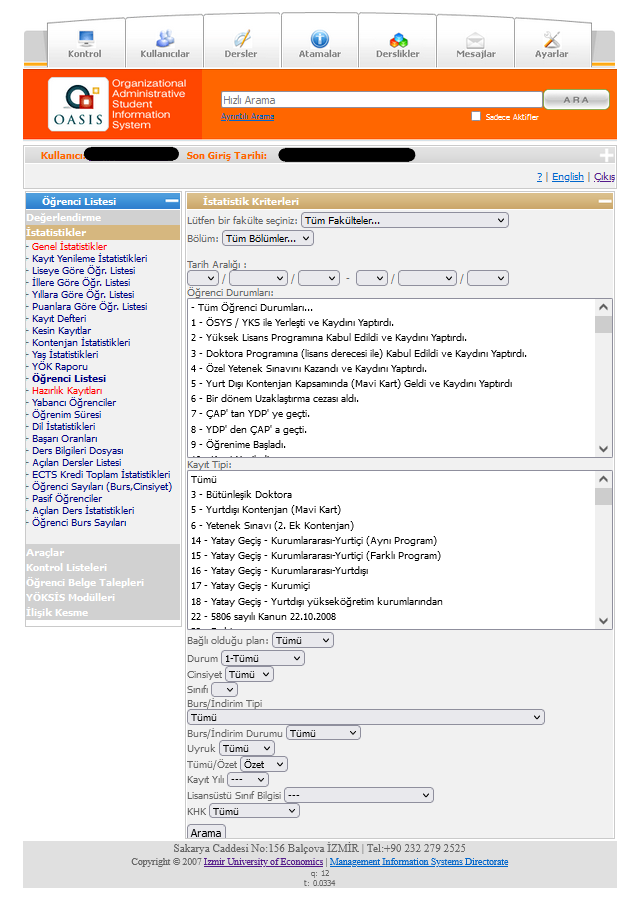 Kontrol
Kullanıcılar
Dersler
Atamalar
Derslikler
Mesajlar
Ayarlar
OASIS
Organizational
Administrative
Student
Information
System
Hızlı Arama
ARA
Ayrıntılı Arama
Sadece Aktifler
Kullanıcı:
Son Giriş Tarihi:
? | English | Çıkış
Öğrenci Listesi
Değerlendirme
İstatistikler
- Genel İstatistikler
- Kayıt Yenileme İstatistikleri
- Liseye Göre Öğr. Listesi
- İllere Göre Öğr. Listesi
- Yıllara Göre Öğr. Listesi
- Puanlara Göre Öğr. Listesi
- Kayıt Defteri
- Kesin Kayıtlar
- Kontenjan İstatistikleri
- Yaş İstatistikleri
- YÖK Raporu
- Öğrenci Listesi
- Hazırlık Kayıtları
- Yabancı Öğrenciler
- Öğrenim Süresi
- Dil İstatistikleri
- Başarı Oranları
- Ders Bilgileri Dosyası
- Açılan Dersler Listesi
- ECTS Kredi Toplam İstatistikleri
- Öğrenci Sayıları (Burs,Cinsiyet)
- Pasif Öğrenciler
- Açılan Ders İstatistikleri
- Öğrenci Burs Sayıları
Araçlar
Kontrol Listeleri
Öğrenci Belge Talepleri
YÖKSİS Modülleri
İlişik Kesme
İstatistik Kriterleri
Lütfen bir fakülte seçiniz: Tüm Fakülteler...
Bölüm: Tüm Bölümler...
Tarih Aralığı :
/ / - / /
Öğrenci Durumları:
- Tüm Öğrenci Durumları...
1 - ÖSYS / YKS ile Yerleşti ve Kaydını Yaptırdı.
2 - Yüksek Lisans Programına Kabul Edildi ve Kaydını Yaptırdı.
3 - Doktora Programına (lisans derecesi ile) Kabul Edildi ve Kaydını Yaptırdı.
4 - Özel Yetenek Sınavını Kazandı ve Kaydını Yaptırdı.
5 - Yurt Dışı Kontenjan Kapsamında (Mavi Kart) Geldi ve Kaydını Yaptırdı
6 - Bir dönem Uzaklaştırma cezası aldı.
7 - ÇAP' tan YDP' ye geçti.
8 - YDP' den ÇAP' a geçti.
9 - Öğrenime Başladı.
Kayıt Tipi:
Tümü
3 - Bütünleşik Doktora
5 - Yurtdışı Kontenjan (Mavi Kart)
6 - Yetenek Sınavı (2. Ek Kontenjan)
14 - Yatay Geçiş - Kurumlararası-Yurtiçi (Aynı Program)
15 - Yatay Geçiş - Kurumlararası-Yurtiçi (Farklı Program)
16 - Yatay Geçiş - Kurumlararası-Yurtdışı
17 - Yatay Geçiş - Kurumiçi
18 - Yatay Geçiş - Yurtdışı yükseköğretim kurumlarından
22 - 5806 sayılı Kanun 22.10.2008
Bağlı olduğu plan: Tümü
Durum 1-Tümü
Cinsiyet Tümü
Sınıfı
Burs/İndirim Tipi
Tümü
Burs/İndirim Durumu Tümü
Uyruk Tümü
Tümü/Özet Özet
Kayıt Yılı ---
Lisansüstü Sınıf Bilgisi ---
KHK Tümü
Arama
Sakarya Caddesi No:156 Balçova İZMİR | Tel:+90 232 279 2525
Copyright © 2007 Izmir University of Economics | Management Information Systems Directorate
q: 12
t: 0.0334